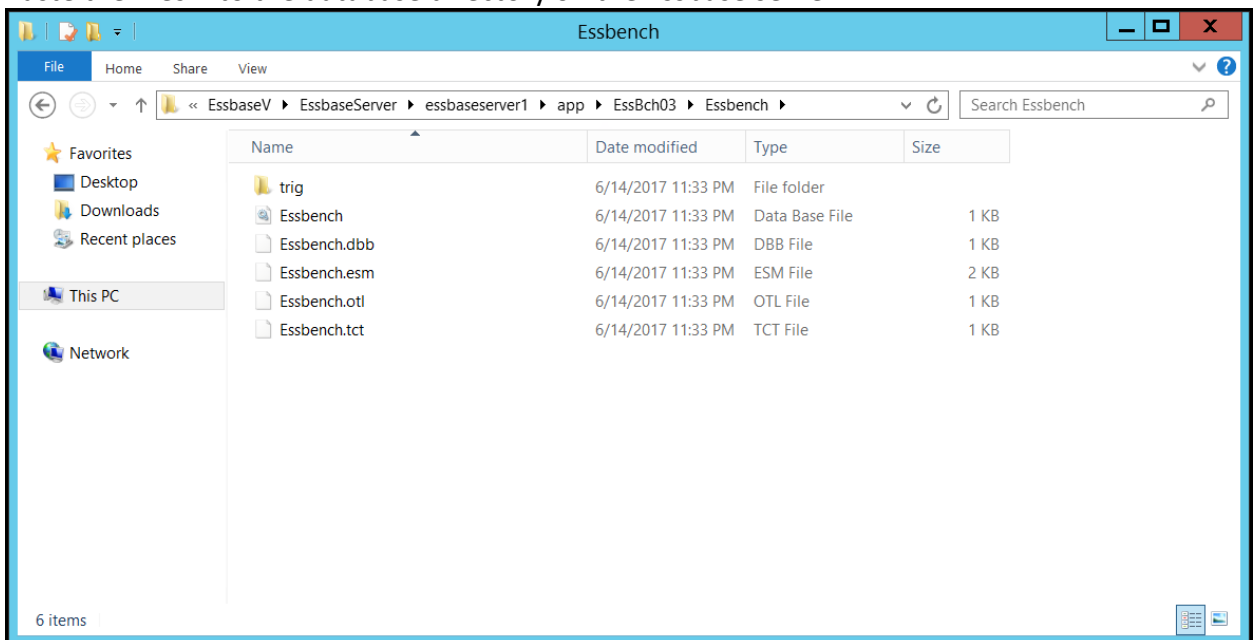 Essbench
File Home Share View
« EssbaseV EssbaseServer essbaseserver1 app EssBch03 Essbench Search Essbench
Favorites
Desktop
Downloads
Recent places
This PC
Network
Name Date modified Type Size
trig 6/14/2017 11:33 PM File folder
Essbench 6/14/2017 11:33 PM Data Base File 1 KB
Essbench.dbb 6/14/2017 11:33 PM DBB File 1 KB
Essbench.esm 6/14/2017 11:33 PM ESM File 2 KB
Essbench.otl 6/14/2017 11:33 PM OTL File 1 KB
Essbench.tct 6/14/2017 11:33 PM TCT File 1 KB
6 items